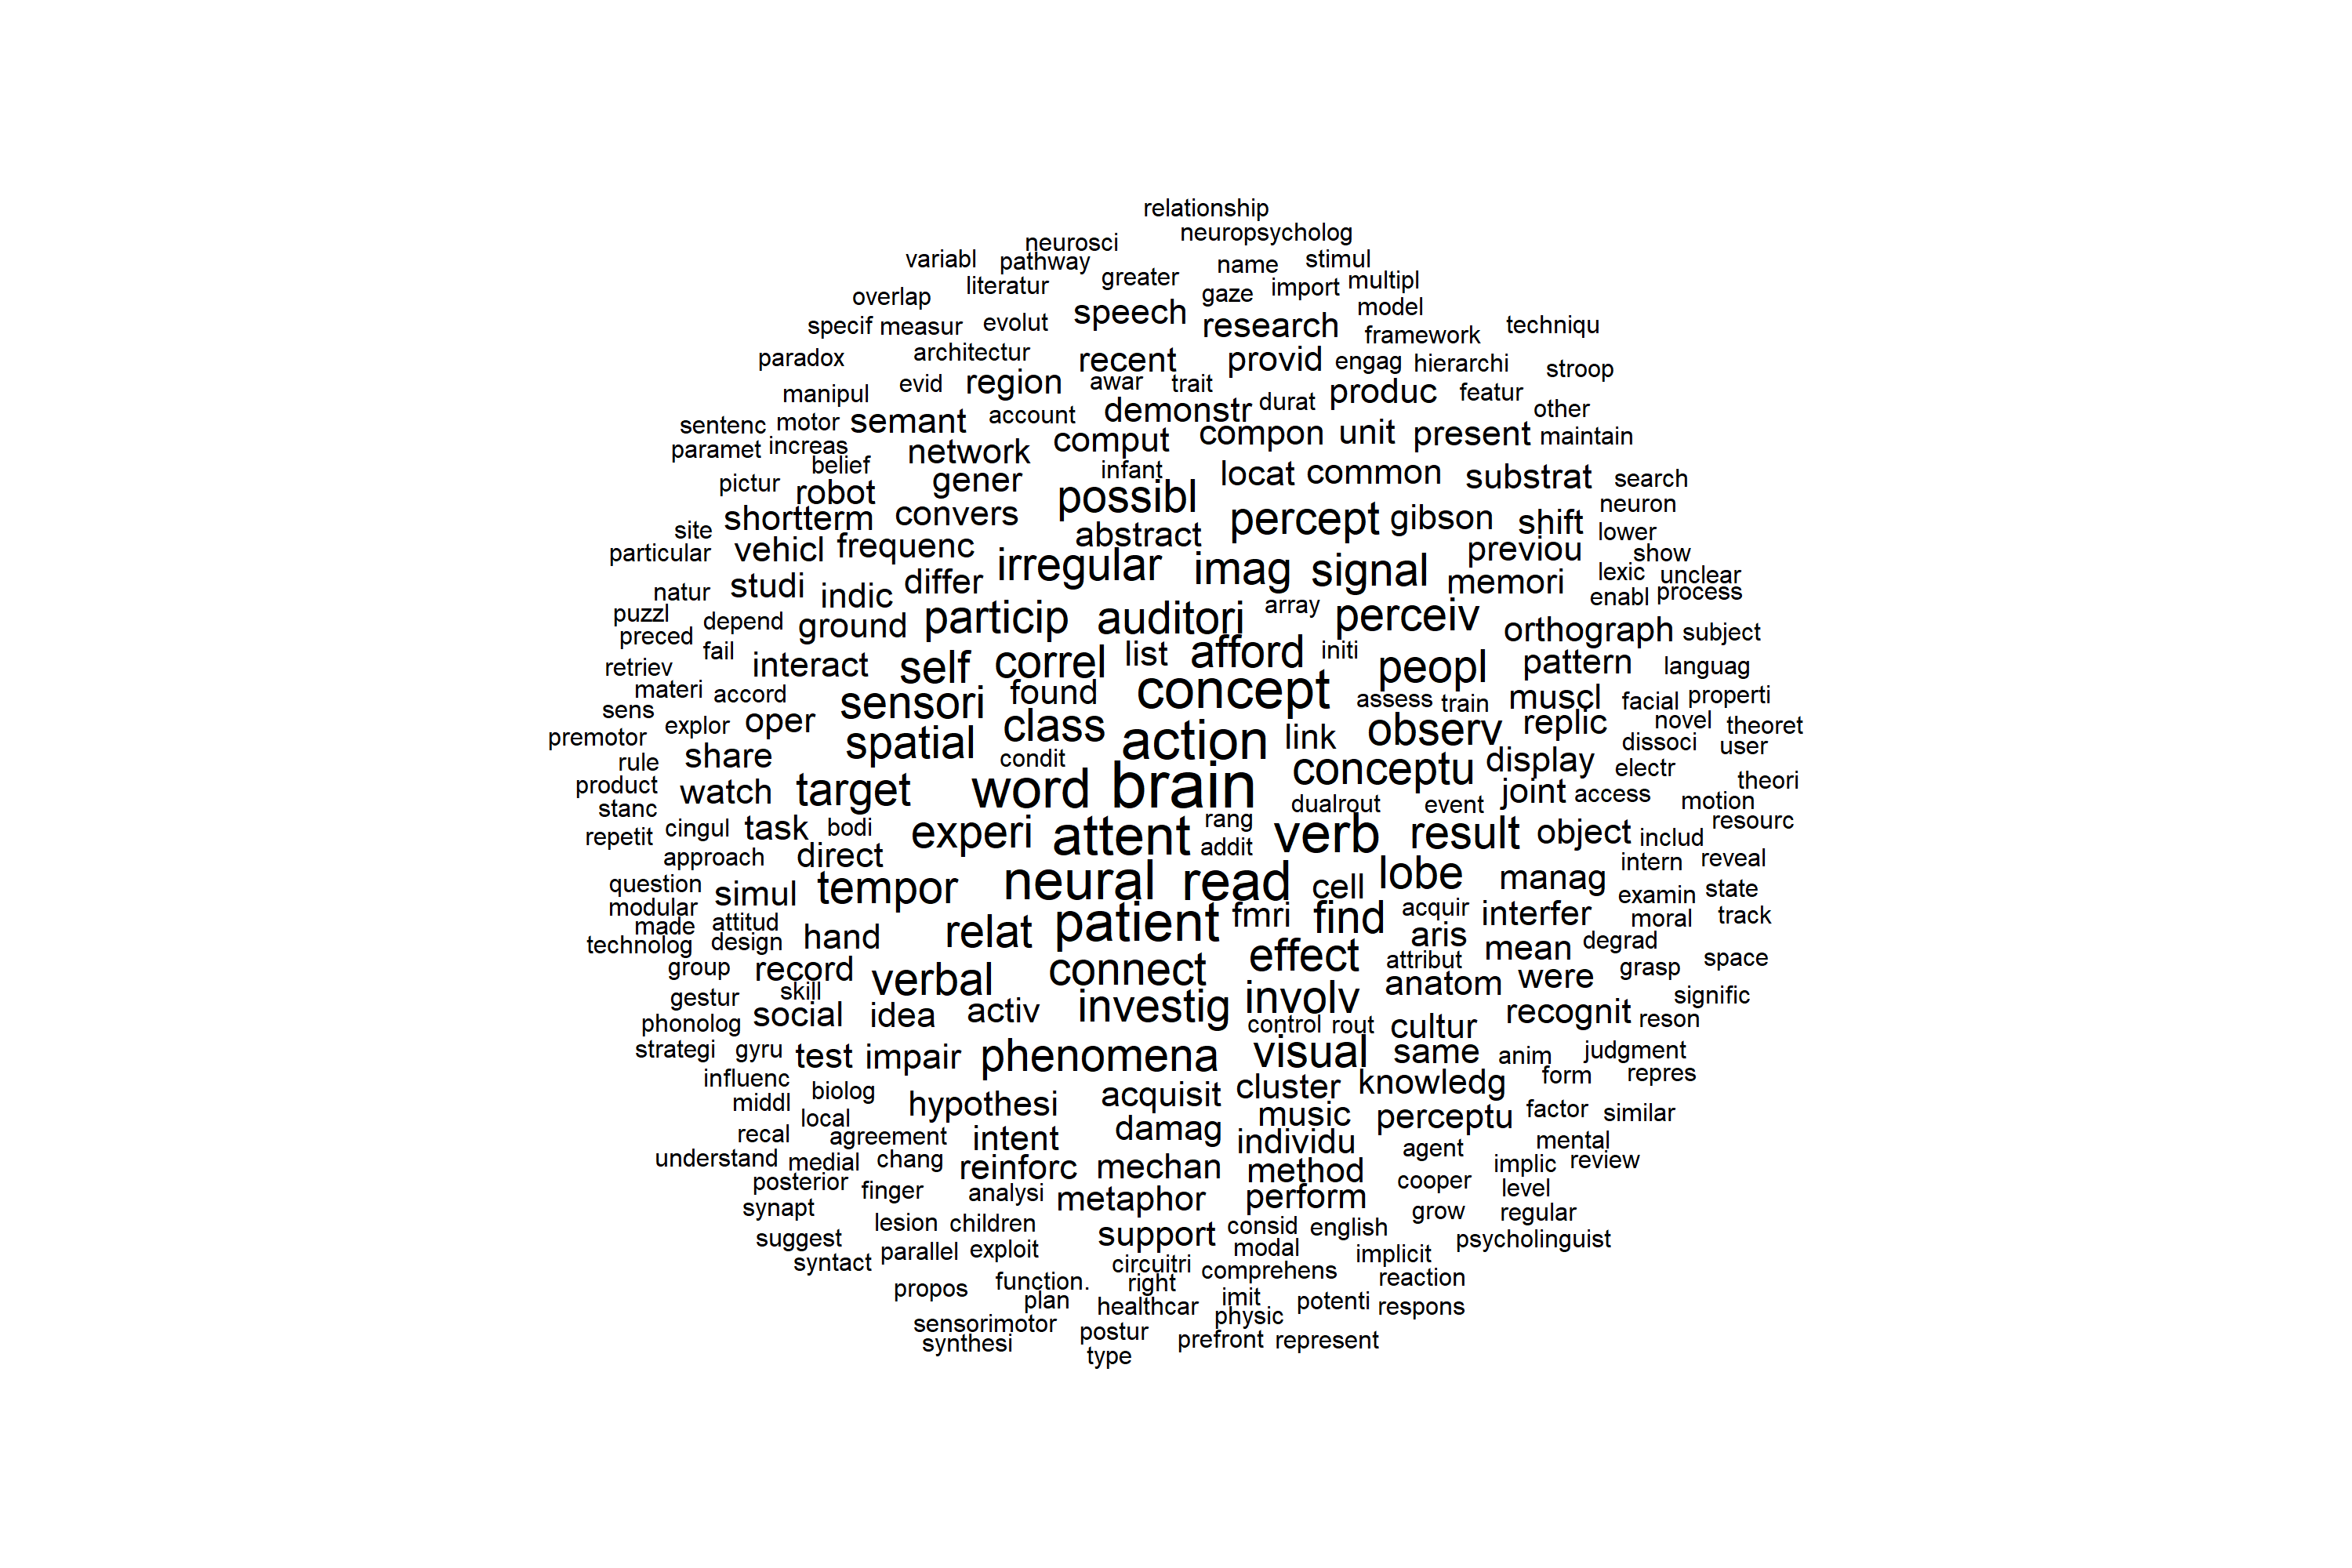 relationship
neurosci neuropsycholog
variabl pathway greater name stimul
overlap literatur gaze import multipl
specif measur evolut speech research model
framework techniqu
paradox architectur recent provid engag hierarchi stroop
manipul evid region awar trait produc featur
sentenc motor semant account demonstr durat other
paramet increas network comput compon unit present maintain
pictur belief gener infant locat common substrat search
robot possibl neuron
site shortterm convers abstract percept gibson shift lower
particular vehicl frequenc irregular imag signal previou show
natur studi indic differ memori lexic unclear
enabl process
puzzl depend ground particip auditori array perceiv orthograph subject
preced
retriev fail interact self correl list afford initi peopl pattern languag
materi accord sensori found concept assess train muscl facial properti
sens explor oper class observ replic novel theoret
premotor share spatial condit action link display dissoci user
rule electr
product watch target word brain conceptu joint access theori
stanc dualrout event motion
repetit cingul task bodi experi attent rang verb result object includ resourc
approach direct addit intern reveal
question simul tempor neural read cell lobe manag examin state
modular
made attitud patient fmri find acquir interfer moral track
technolog design hand relat aris mean degrad
group record verbal connect effect attribut anatom were grasp space
gestur skill investig involv signific
phonolog social idea activ control rout cultur recognit reson
strategi gyru test impair phenomena visual same anim judgment
influenc biolog acquisit cluster knowledg form repres
middl local hypothesi music perceptu factor similar
recal agreement intent damag individu agent mental
understand medial chang reinforc mechan method implic review
posterior finger analysi metaphor perform cooper level
synapt lesion children support consid english grow regular
suggest parallel exploit modal implicit psycholinguist
syntact circuitri comprehens reaction
propos function. right imit potenti respons
plan healthcar physic
sensorimotor postur prefront represent
synthesi type